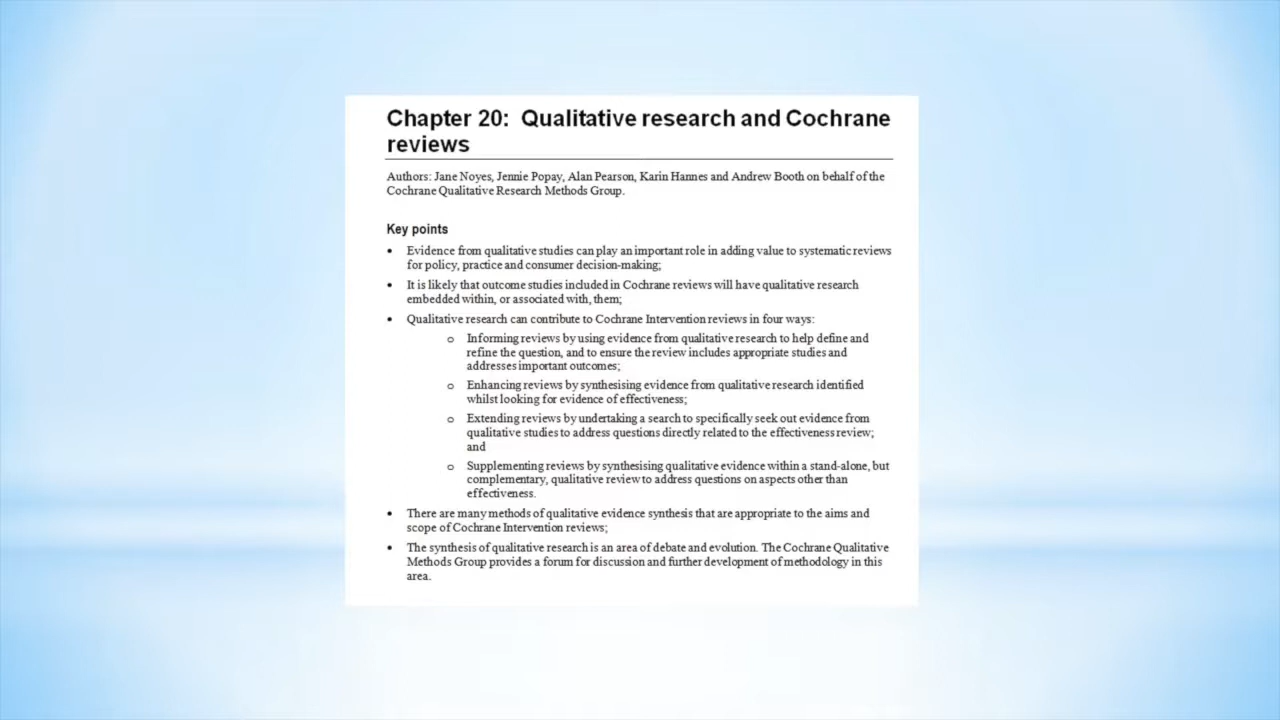 Chapter 20:  Qualitative research and Cochrane
reviews
Authors: Jane Noyes, Jennie Popay, Alan Pearson, Karin Hannes and Andrew Booth on behalf of the
Cochrane Qualitative Research Methods Group.
Key points
• Evidence from qualitative studies can play an important role in adding value to systematic reviews
for policy, practice and consumer decision-making;
• It is likely that outcome studies included in Cochrane reviews will have qualitative research
embedded within, or associated with, them;
• Qualitative research can contribute to Cochrane Intervention reviews in four ways:
o Informing reviews by using evidence from qualitative research to help define and
refine the question, and to ensure the review includes appropriate studies and
addresses important outcomes;
o Enhancing reviews by synthesising evidence from qualitative research identified
whilst looking for evidence of effectiveness;
o Extending reviews by undertaking a search to specifically seek out evidence from
qualitative studies to address questions directly related to the effectiveness review;
and
o Supplementing reviews by synthesising qualitative evidence within a stand-alone, but
complementary, qualitative review to address questions on aspects other than
effectiveness.
• There are many methods of qualitative evidence synthesis that are appropriate to the aims and
scope of Cochrane Intervention reviews;
• The synthesis of qualitative research is an area of debate and evolution. The Cochrane Qualitative
Methods Group provides a forum for discussion and further development of methodology in this
area.